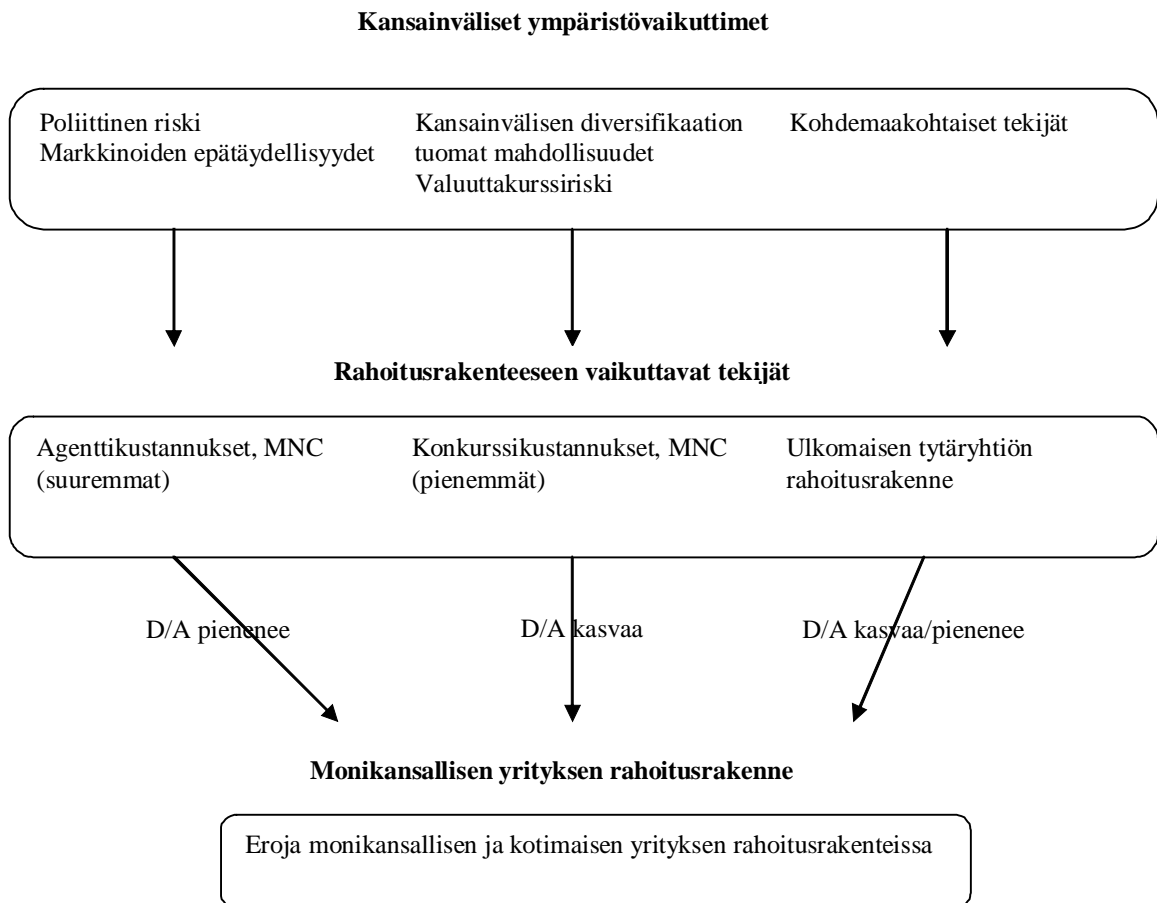 Kansainväliset ympäristövaikuttimet
Poliittinen riski
Markkinoiden epätäydellisyydet
Kansainvälisen diversifikaation
tuomat mahdollisuudet
Valuuttakurssiriski
Kohdemaakohtaiset tekijät
Rahoitusrakenteeseen vaikuttavat tekijät
Agenttikustannukset, MNC
(suuremmat)
Konkurssikustannukset, MNC
(pienemmät)
Ulkomaisen tytäryhtiön
rahoitusrakenne
D/A pienenee
D/A kasvaa
D/A kasvaa/pienenee
Monikansallisen yrityksen rahoitusrakenne
Eroja monikansallisen ja kotimaisen yrityksen rahoitusrakenteissa